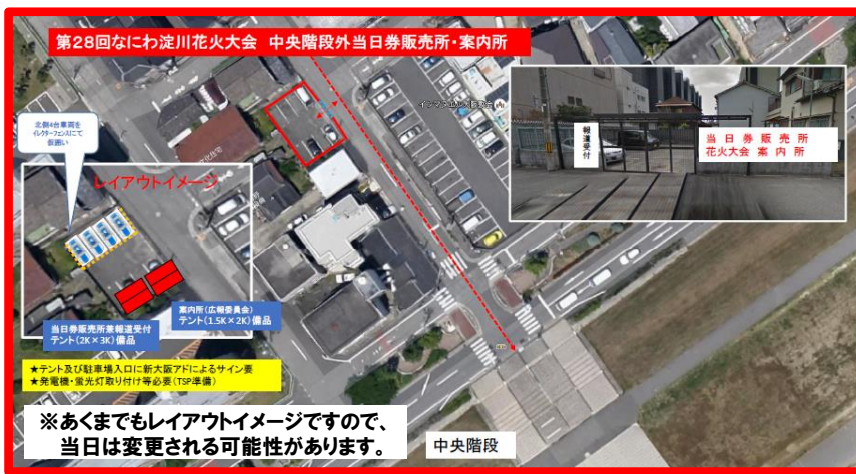 第28回なにわ淀川花火大会 中央階段外当日券販売所・案内所
北側4台車両を
イレクターフェンスにて
仮囲い
レイアウトイメージ
報道受付
当日券販売所
花火大会案内所
案内所(広報委員会)
テント(1.5K×2K)備品
当日券販売所兼報道受付
テント(2K×3K)備品
★テント及び駐車場入口に新大阪アドによるサイン要
★発電機・蛍光灯取り付け等必要(TSP準備)
※あくまでもレイアウトイメージですので、
当日は変更される可能性があります。
中央階段